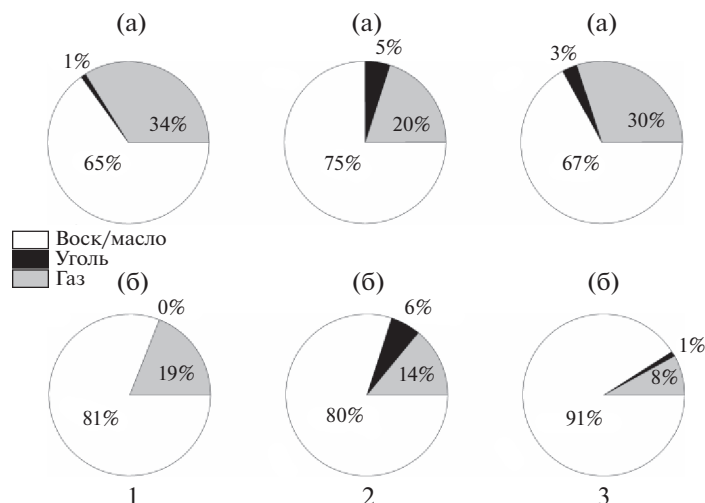 (а) (а) (а)
1% 5% 3%
34% 20% 30%
65% 75% 67%
Воск/масло
Уголь
Газ
(б) (б) (б)
0% 6% 1%
19% 14% 8%
81% 80% 91%
1 2 3